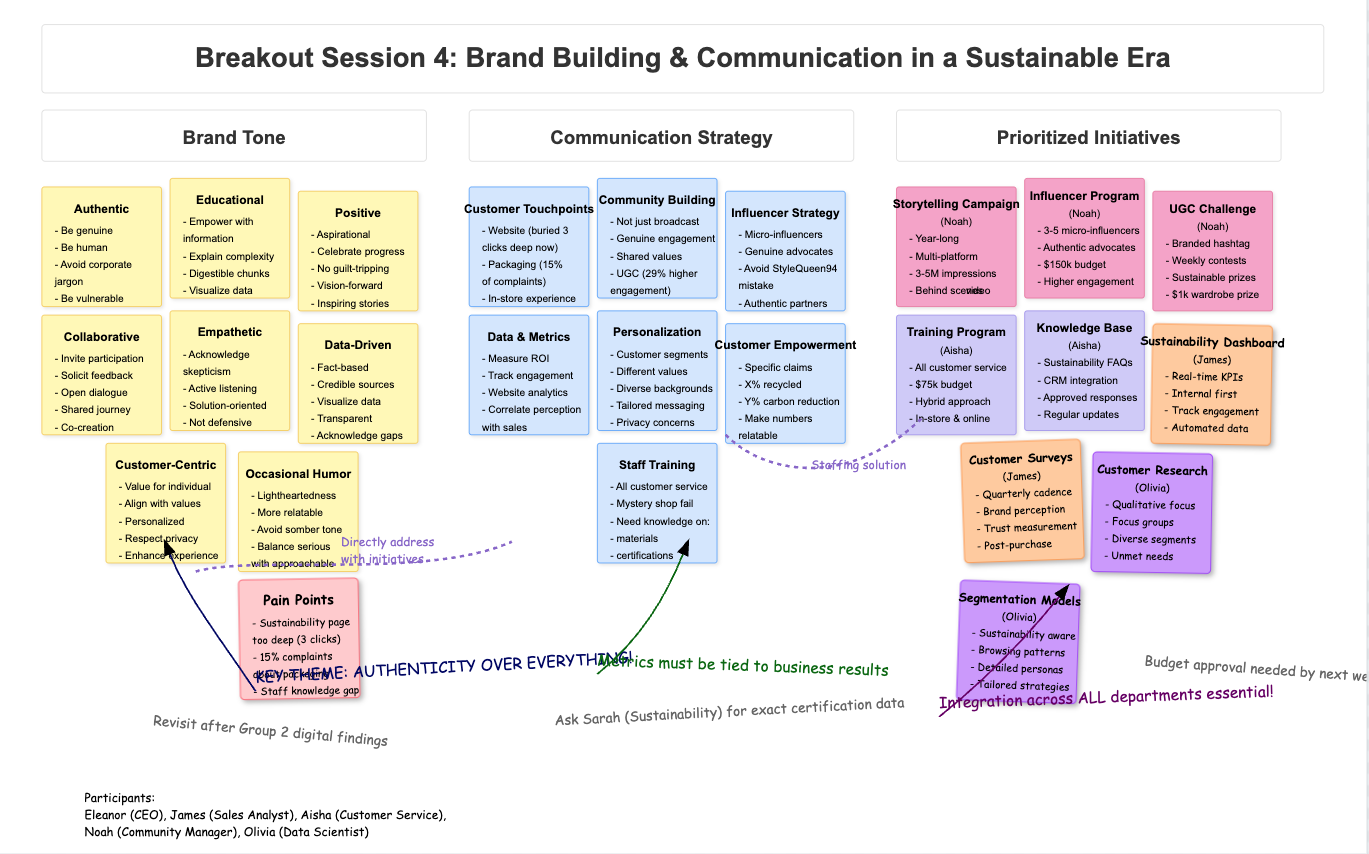 Breakout Session 4: Brand Building & Communication in a Sustainable Era
Brand Tone
Authentic
- Be genuine
- Be human
- Avoid corporate
jargon
- Be vulnerable
Educational
- Empower with
information
- Explain complexity
- Digestible chunks
- Visualize data
Positive
- Aspirational
- Celebrate progress
- No guilt-tripping
- Vision-forward
- Inspiring stories
Collaborative
- Invite participation
- Solicit feedback
- Open dialogue
- Shared journey
- Co-creation
Empathetic
- Acknowledge
skepticism
- Active listening
- Solution-oriented
- Not defensive
Data-Driven
- Fact-based
- Credible sources
- Visualize data
- Transparent
- Acknowledge gaps
Customer-Centric
- Value for individual
- Align with values
- Personalized
- Respect privacy
- Enhance experience
Occasional Humor
- Lightheartedness
- More relatable
- Avoid somber tone
- Balance serious
with approachable
Directly address
with initiatives
Pain Points
- Sustainability page
too deep (3 clicks)
- 15% complaints
about packaging
- Staff knowledge gap
KEY THEME: AUTHENTICITY OVER EVERYTHING!
Revisit after Group 2 digital findings
Communication Strategy
Customer Touchpoints
- Website (buried 3
clicks deep now)
- Packaging (15%
of complaints)
- In-store experience
Community Building
- Not just broadcast
- Genuine engagement
- Shared values
- UGC (29% higher
engagement)
Influencer Strategy
- Micro-influencers
- Genuine advocates
- Avoid StyleQueen94
mistake
- Authentic partners
Data & Metrics
- Measure ROI
- Track engagement
- Website analytics
- Correlate perception
with sales
Personalization
- Customer segments
- Different values
- Diverse backgrounds
- Tailored messaging
- Privacy concerns
Customer Empowerment
- Specific claims
- X% recycled
- Y% carbon reduction
- Make numbers
relatable
Staff Training
- All customer service
- Mystery shop fail
- Need knowledge on:
- materials
- certifications
Staffing solution
Metrics must be tied to business results
Ask Sarah (Sustainability) for exact certification data
Prioritized Initiatives
Storytelling Campaign
(Noah)
- Year-long
- Multi-platform
- 3-5M impressions
- Behind scenes video
Influencer Program
(Noah)
- 3-5 micro-influencers
- Authentic advocates
- $150k budget
- Higher engagement
UGC Challenge
(Noah)
- Branded hashtag
- Weekly contests
- Sustainable prizes
- $1k wardrobe prize
Training Program
(Aisha)
- All customer service
- $75k budget
- Hybrid approach
- In-store & online
Knowledge Base
(Aisha)
- Sustainability FAQs
- CRM integration
- Approved responses
- Regular updates
Sustainability Dashboard
(James)
- Real-time KPIs
- Internal first
- Track engagement
- Automated data
Customer Surveys
(James)
- Quarterly cadence
- Brand perception
- Trust measurement
- Post-purchase
Customer Research
(Olivia)
- Qualitative focus
- Focus groups
- Diverse segments
- Unmet needs
Segmentation Models
(Olivia)
- Sustainability aware
- Browsing patterns
- Detailed personas
- Tailored strategies
Budget approval needed by next
Integration across ALL departments essential!
Participants:
Eleanor (CEO), James (Sales Analyst), Aisha (Customer Service),
Noah (Community Manager), Olivia (Data Scientist)